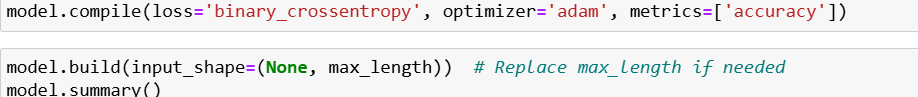 model.compile(loss='binary_crossentropy', optimizer='adam', metrics=['accuracy'])
model.build(input_shape=(None, max_length))  # Replace max_length if needed
model.summary()